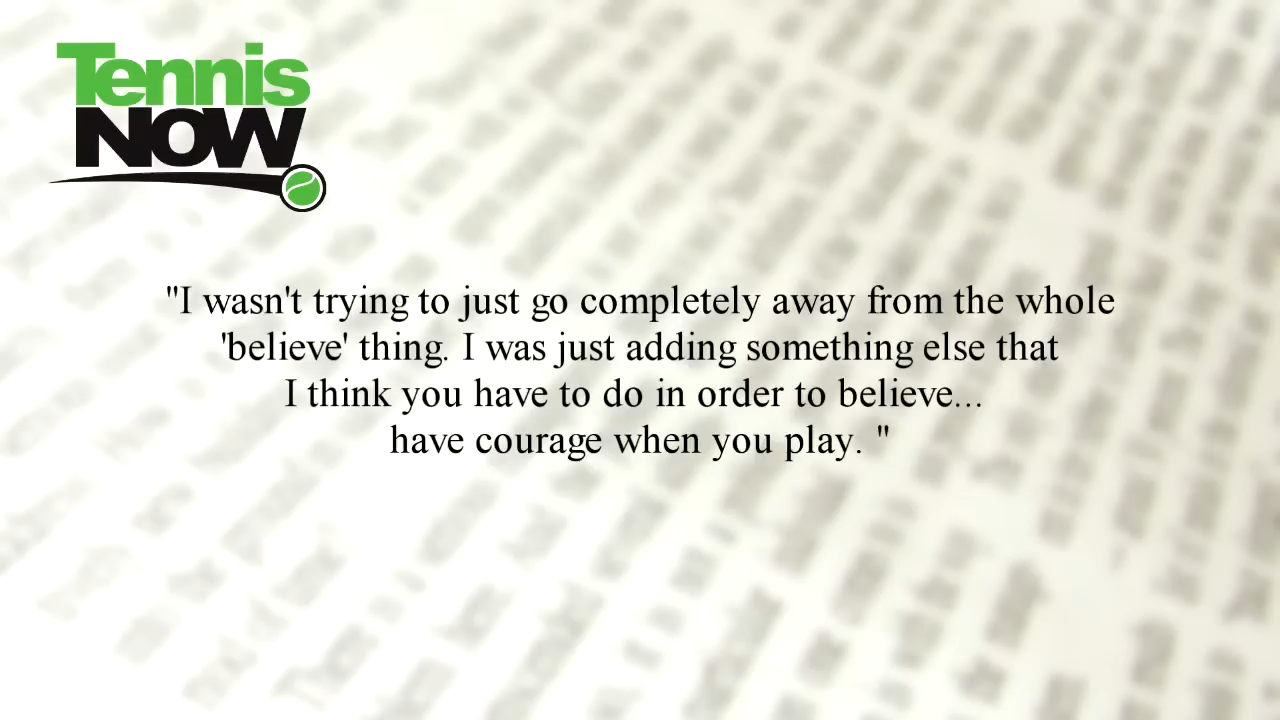 Tennis
Now
"I wasn't trying to just go completely away from the whole
'believe' thing. I was just adding something else that
I think you have to do in order to believe...
have courage when you play. "